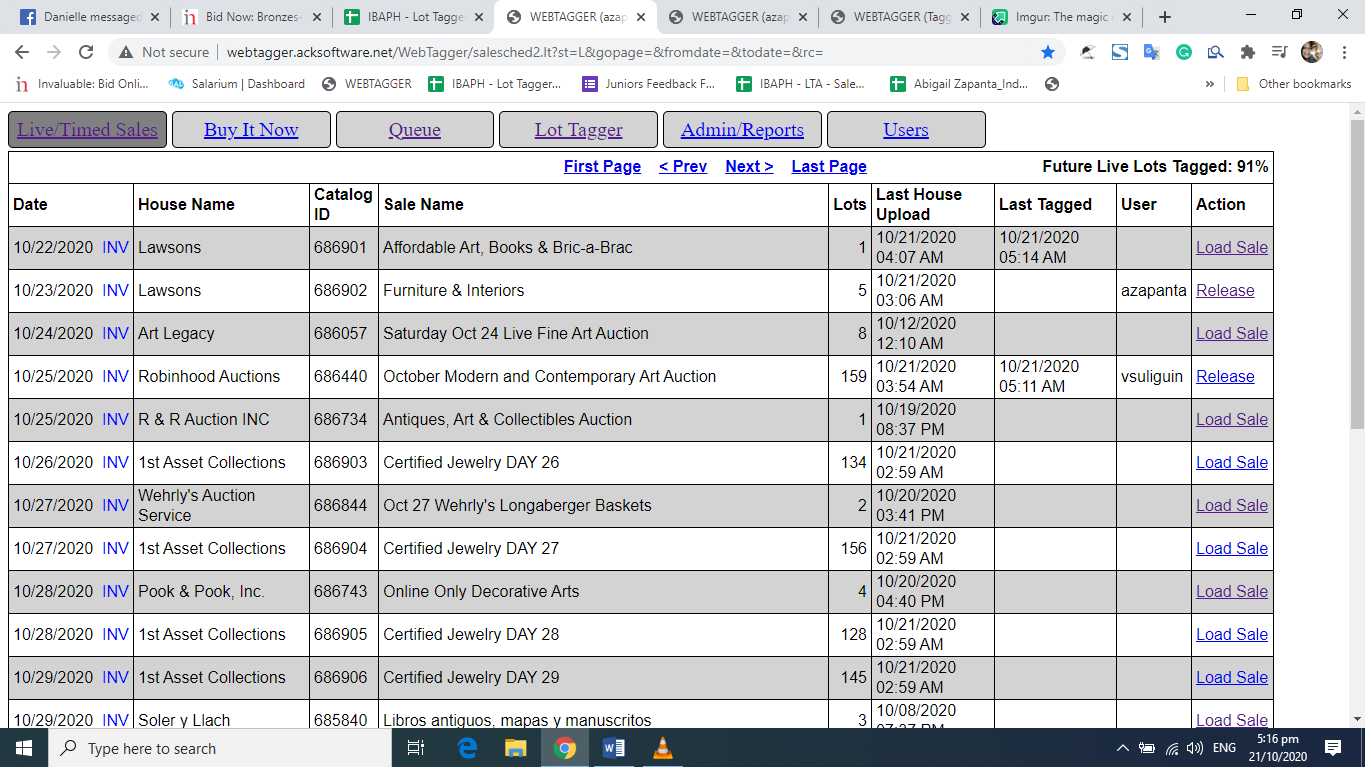 Danielle messaged
Bid Now: Bronzes-
IBAPH - Lot Tagge
WEBTAGGER (azap
WEBTAGGER (azap
WEBTAGGER (Tagg
Imgur: The magic
Not secure | webtagger.acksoftware.net/WebTagger/salesched2.lt?st=L&gopage=&fromdate=&todate=&rc=
Invaluable: Bid Onli... Salarium | Dashboard WEBTAGGER IBAPH - Lot Tagger... Juniors Feedback F... IBAPH - LTA - Sale... Abigail Zapanta_Ind... » Other bookmarks
Live/Timed Sales Buy It Now Queue Lot Tagger Admin/Reports Users
First Page < Prev Next > Last Page Future Live Lots Tagged: 91%
Date House Name Catalog ID Sale Name Lots Last House Upload Last Tagged User Action
10/22/2020 INV Lawsons 686901 Affordable Art, Books & Bric-a-Brac 1 10/21/2020 04:07 AM 10/21/2020 05:14 AM Load Sale
10/23/2020 INV Lawsons 686902 Furniture & Interiors 5 10/21/2020 03:06 AM azapanta Release
10/24/2020 INV Art Legacy 686057 Saturday Oct 24 Live Fine Art Auction 8 10/12/2020 12:10 AM Load Sale
10/25/2020 INV Robinhood Auctions 686440 October Modern and Contemporary Art Auction 159 10/21/2020 03:54 AM 10/21/2020 05:11 AM vsuliguin Release
10/25/2020 INV R & R Auction INC 686734 Antiques, Art & Collectibles Auction 1 10/19/2020 08:37 PM Load Sale
10/26/2020 INV 1st Asset Collections 686903 Certified Jewelry DAY 26 134 10/21/2020 02:59 AM Load Sale
10/27/2020 INV Wehrly's Auction Service 686844 Oct 27 Wehrly's Longaberger Baskets 2 10/20/2020 03:41 PM Load Sale
10/27/2020 INV 1st Asset Collections 686904 Certified Jewelry DAY 27 156 10/21/2020 02:59 AM Load Sale
10/28/2020 INV Pook & Pook, Inc. 686743 Online Only Decorative Arts 4 10/20/2020 04:40 PM Load Sale
10/28/2020 INV 1st Asset Collections 686905 Certified Jewelry DAY 28 128 10/21/2020 02:59 AM Load Sale
10/29/2020 INV 1st Asset Collections 686906 Certified Jewelry DAY 29 145 10/21/2020 02:59 AM Load Sale
10/29/2020 INV Soler y Llach 685840 Libros antiguos, mapas y manuscritos 3 10/08/2020 Load Sale
Type here to search
ENG
5:16 pm
21/10/2020